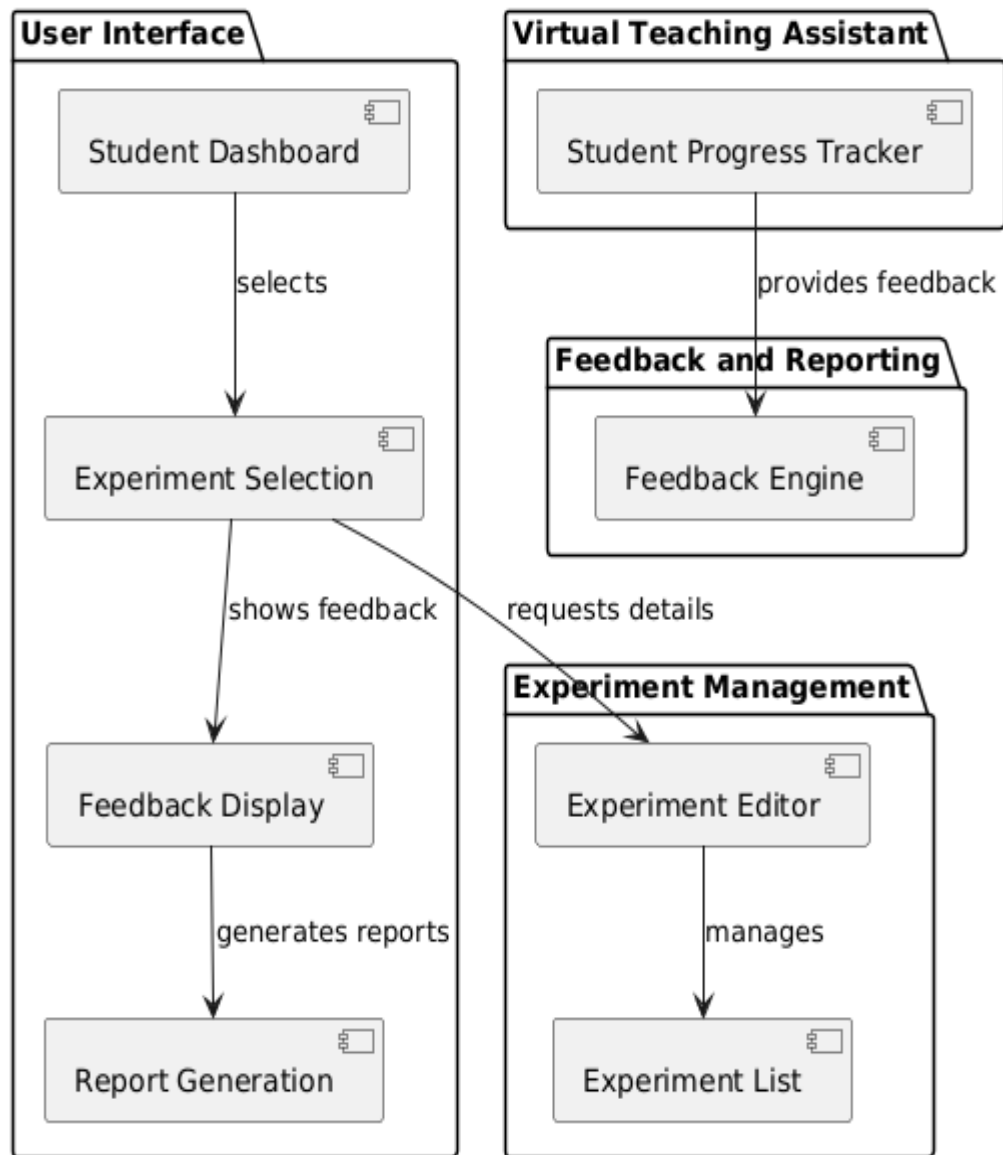 User Interface
Student Dashboard
selects
Experiment Selection
shows feedback
requests details
Feedback Display
generates reports
Report Generation
Virtual Teaching Assistant
Student Progress Tracker
provides feedback
Feedback and Reporting
Feedback Engine
Experiment Management
Experiment Editor
manages
Experiment List